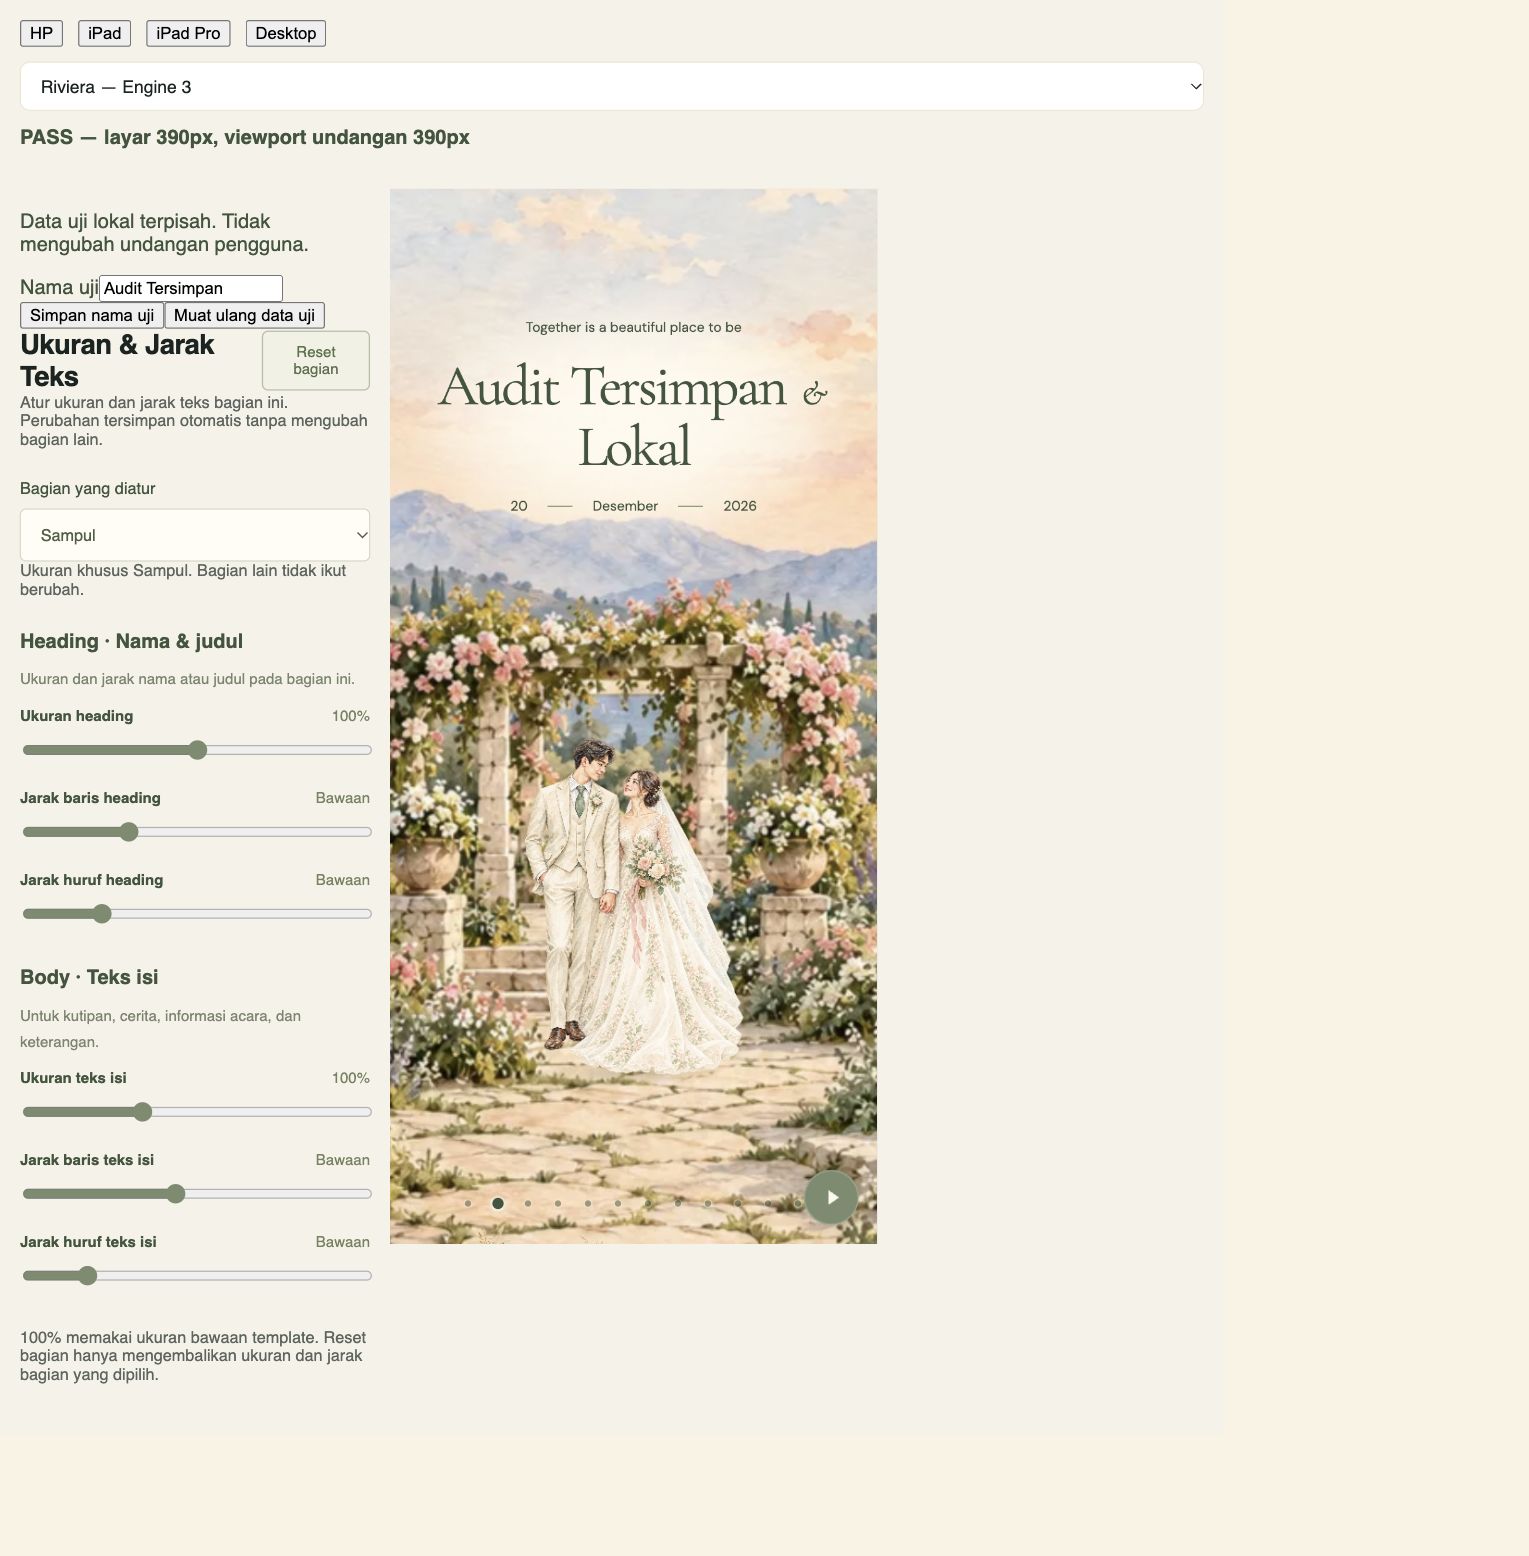 HP
iPad
iPad Pro
Desktop
Riviera — Engine 3
PASS — layar 390px, viewport undangan 390px
Data uji lokal terpisah. Tidak
mengubah undangan pengguna.
Nama uji Audit Tersimpan
Simpan nama uji
Muat ulang data uji
Ukuran & Jarak
Teks
Reset
bagian
Atur ukuran dan jarak teks bagian ini.
Perubahan tersimpan otomatis tanpa mengubah
bagian lain.
Bagian yang diatur
Sampul
Ukuran khusus Sampul. Bagian lain tidak ikut
berubah.
Heading · Nama & judul
Ukuran dan jarak nama atau judul pada bagian ini.
Ukuran heading 100%
Jarak baris heading Bawaan
Jarak huruf heading Bawaan
Body · Teks isi
Untuk kutipan, cerita, informasi acara, dan
keterangan.
Ukuran teks isi 100%
Jarak baris teks isi Bawaan
Jarak huruf teks isi Bawaan
100% memakai ukuran bawaan template. Reset
bagian hanya mengembalikan ukuran dan jarak
bagian yang dipilih.
Together is a beautiful place to be
Audit Tersimpan &
Lokal
20 — Desember — 2026